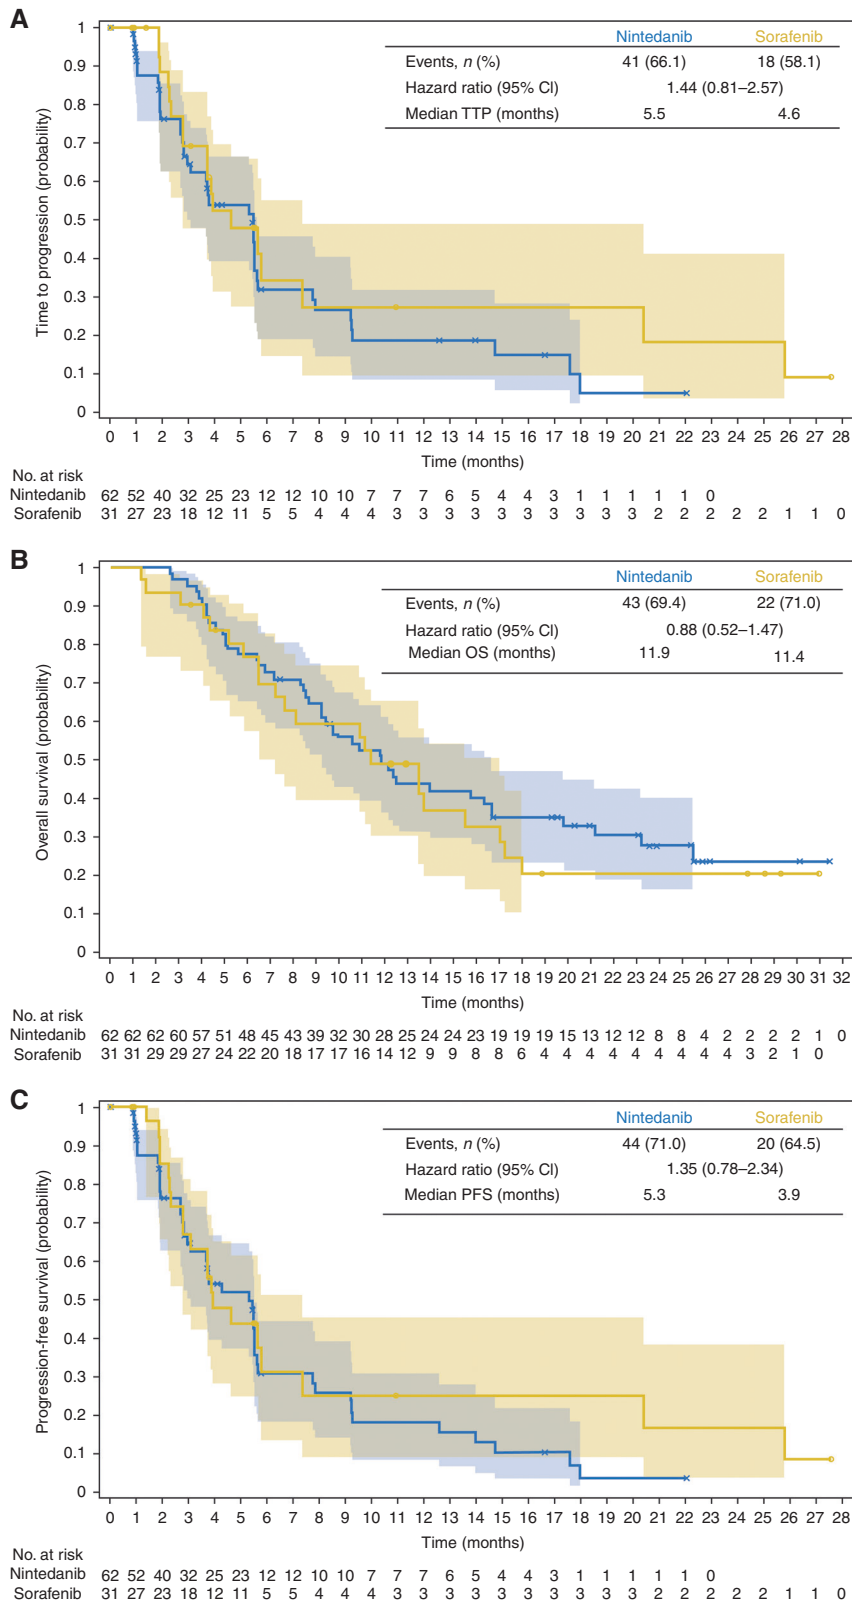 A
Nintedanib Sorafenib
Events, n (%) 41 (66.1) 18 (58.1)
Hazard ratio (95% CI) 1.44 (0.81–2.57)
Median TTP (months) 5.5 4.6
Time to progression (probability)
1
0.9
0.8
0.7
0.6
0.5
0.4
0.3
0.2
0.1
0
0 1 2 3 4 5 6 7 8 9 10 11 12 13 14 15 16 17 18 19 20 21 22 23 24 25 26 27 28
Time (months)
No. at risk
Nintedanib 62 52 40 32 25 23 12 12 10 10 7 7 7 6 5 4 4 3 1 1 1 1 1 0
Sorafenib 31 27 23 18 12 11 5 5 4 4 4 3 3 3 3 3 3 3 3 3 3 2 2 2 2 2 1 1 0
B
Nintedanib Sorafenib
Events, n (%) 43 (69.4) 22 (71.0)
Hazard ratio (95% CI) 0.88 (0.52–1.47)
Median OS (months) 11.9 11.4
Overall survival (probability)
1
0.9
0.8
0.7
0.6
0.5
0.4
0.3
0.2
0.1
0
0 1 2 3 4 5 6 7 8 9 10 11 12 13 14 15 16 17 18 19 20 21 22 23 24 25 26 27 28 29 30 31 32
Time (months)
No. at risk
Nintedanib 62 62 62 60 57 51 48 45 43 39 32 30 28 25 24 24 23 19 19 19 15 13 12 12 8 8 4 2 2 2 2 1 0
Sorafenib 31 31 29 29 27 24 22 20 18 17 17 16 14 12 9 9 8 8 6 4 4 4 4 4 4 4 4 4 3 2 1 0
C
Nintedanib Sorafenib
Events, n (%) 44 (71.0) 20 (64.5)
Hazard ratio (95% CI) 1.35 (0.78–2.34)
Median PFS (months) 5.3 3.9
Progression-free survival (probability)
1
0.9
0.8
0.7
0.6
0.5
0.4
0.3
0.2
0.1
0
0 1 2 3 4 5 6 7 8 9 10 11 12 13 14 15 16 17 18 19 20 21 22 23 24 25 26 27 28
Time (months)
No. at risk
Nintedanib 62 52 40 32 25 23 12 12 10 10 7 7 7 6 5 4 4 3 1 1 1 1 1 0
Sorafenib 31 27 23 18 12 11 5 5 4 4 4 3 3 3 3 3 3 3 3 3 3 2 2 2 2 2 1 1 0